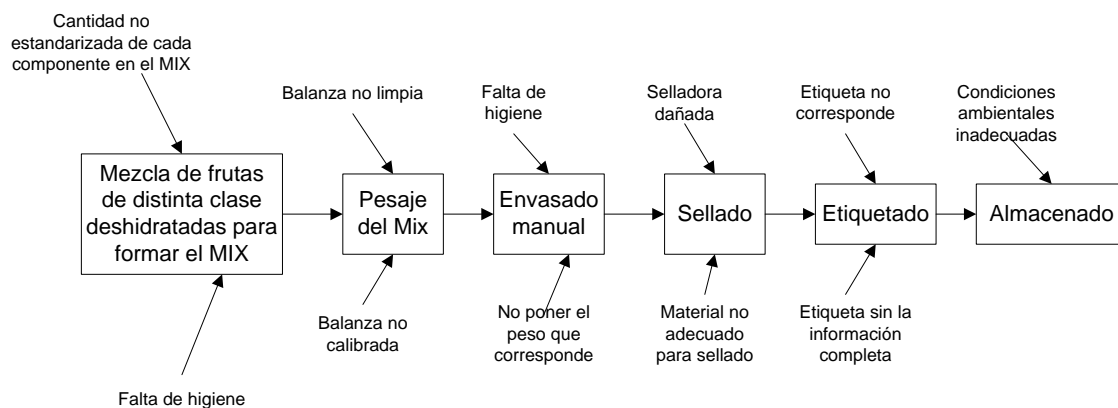 Cantidad no
estandarizada de cada
componente en el MIX
Balanza no limpia
Falta de
higiene
Selladora
dañada
Etiqueta no
corresponde
Condiciones
ambientales
inadecuadas
Mezcla de frutas
de distinta clase
deshidratadas para
formar el MIX
Pesaje
del Mix
Envasado
manual
Sellado
Etiquetado
Almacenado
Falta de higiene
Balanza no
calibrada
No poner el
peso que
corresponde
Material no
adecuado
para sellado
Etiqueta sin la
información
completa